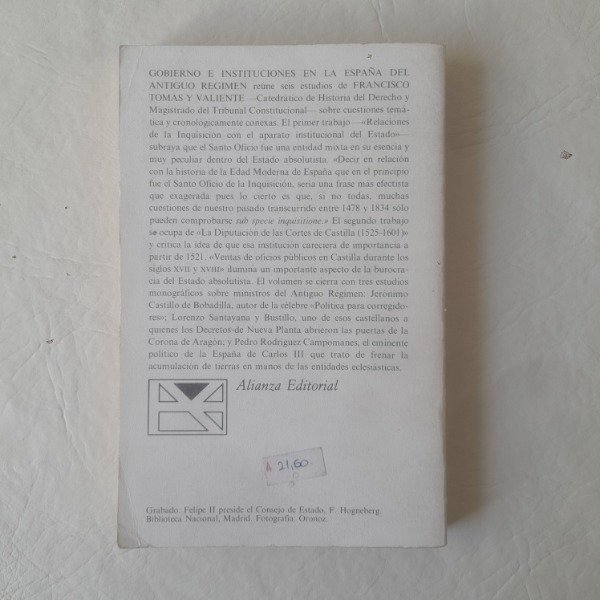 GOBIERNO E INSTITUCIONES EN LA ESPAÑA DEL
ANTIGUO REGIMEN reúne seis estudios de FRANCISCO
TOMAS Y VALIENTE —Catedrático de Historia del Derecho y
Magistrado del Tribunal Constitucional— sobre cuestiones temá-
tica y cronológicamente conexas. El primer trabajo —«Relaciones
de la Inquisición con el aparato institucional del Estado»—
subraya que el Santo Oficio fue una entidad mixta en su esencia y
muy peculiar dentro del Estado absolutista. «Decir en relación
con la historia de la Edad Moderna de España que en el principio
fue el Santo Oficio de la Inquisición, sería una frase más efectista
que exagerada pues lo cierto es que, si no todas, muchas
cuestiones de nuestro pasado transcurrido entre 1478 y 1834 sólo
pueden comprobarse sub specie inquisitione.» El segundo trabajo
se ocupa de «La Diputación de las Cortes de Castilla (1525-1601)»
y critica la idea de que esa institución careciera de importancia a
partir de 1521. «Ventas de oficios públicos en Castilla durante los
siglos XVII y XVIII» ilumina un importante aspecto de la burocra-
cia del Estado absolutista. El volumen se cierra con tres estudios
monográficos sobre ministros del Antiguo Régimen: Jerónimo
Castillo de Bobadilla, autor de la célebre «Política para corregido-
res»; Lorenzo Santayana y Bustillo, uno de esos castellanos a
quienes los Decretos de Nueva Planta abrieron las puertas de la
Corona de Aragón; y Pedro Rodríguez Campomanes, el eminente
político de la España de Carlos III que trató de frenar la
acumulación de tierras en manos de las entidades eclesiásticas.
Alianza Editorial
A 21,60
Grabado: Felipe II preside el Consejo de Estado, F. Hogneberg.
Biblioteca Nacional, Madrid. Fotografía: Oronoz.